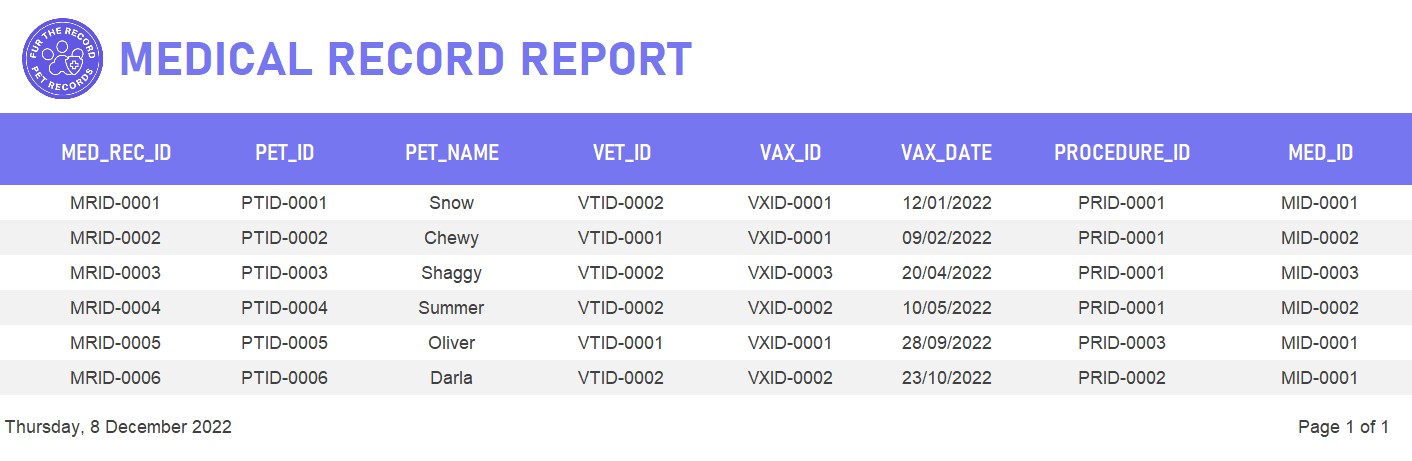 FUR THE RECORD
PET RECORDS
MEDICAL RECORD REPORT
MED_REC_ID PET_ID PET_NAME VET_ID VAX_ID VAX_DATE PROCEDURE_ID MED_ID
MRID-0001 PTID-0001 Snow VTID-0002 VXID-0001 12/01/2022 PRID-0001 MID-0001
MRID-0002 PTID-0002 Chewy VTID-0001 VXID-0001 09/02/2022 PRID-0001 MID-0002
MRID-0003 PTID-0003 Shaggy VTID-0002 VXID-0003 20/04/2022 PRID-0001 MID-0003
MRID-0004 PTID-0004 Summer VTID-0002 VXID-0002 10/05/2022 PRID-0001 MID-0002
MRID-0005 PTID-0005 Oliver VTID-0001 VXID-0001 28/09/2022 PRID-0003 MID-0001
MRID-0006 PTID-0006 Darla VTID-0002 VXID-0002 23/10/2022 PRID-0002 MID-0001
Thursday, 8 December 2022 Page 1 of 1